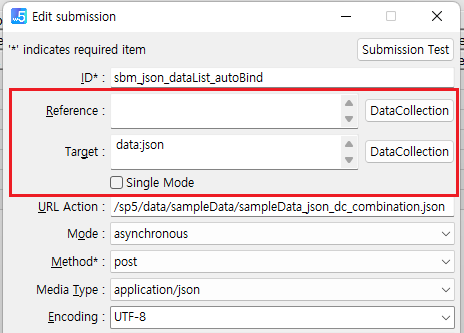 w5 Edit submission
'*' indicates required item
Submission Test
ID* : sbm_json_dataList_autoBind
Reference :
DataCollection
Target : data:json
DataCollection
Single Mode
URL Action : /sp5/data/sampleData/sampleData_json_dc_combination.json
Mode : asynchronous
Method* : post
Media Type : application/json
Encoding : UTF-8